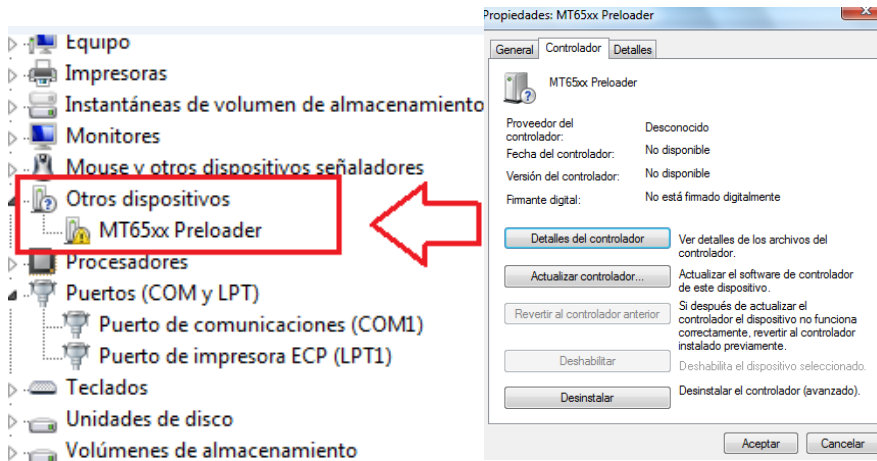 Equipo
Impresoras
Instantáneas de volumen de almacenamiento
Monitores
Mouse y otros dispositivos señaladores
Otros dispositivos
MT65xx Preloader
Procesadores
Puertos (COM y LPT)
Puerto de comunicaciones (COM1)
Puerto de impresora ECP (LPT1)
Teclados
Unidades de disco
Volúmenes de almacenamiento
Propiedades: MT65xx Preloader
General Controlador Detalles
MT65xx Preloader
Proveedor del
controlador:
Desconocido
Fecha del controlador: No disponible
Versión del controlador: No disponible
Firmante digital: No está firmado digitalmente
Detalles del controlador
Ver detalles de los archivos del
controlador.
Actualizar controlador...
Actualizar el software de controlador
de este dispositivo.
Revertir al controlador anterior
Si después de actualizar el
controlador el dispositivo no funciona
correctamente, revertir al controlador
instalado previamente.
Deshabilitar
Deshabilita el dispositivo seleccionado.
Desinstalar
Desinstalar el controlador (avanzado).
Aceptar Cancelar